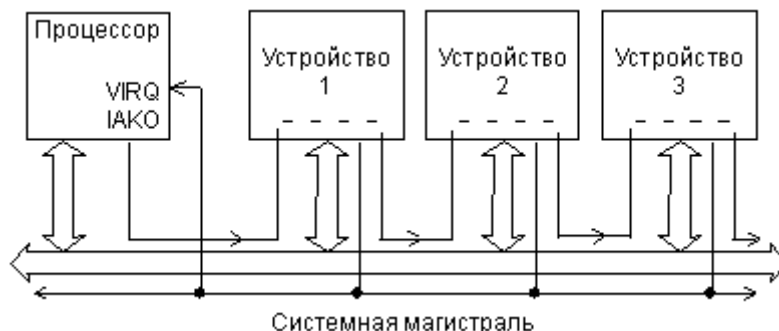 Процессор
VIRQ
IAKO
Устройство
1
Устройство
2
Устройство
3
Системная магистраль